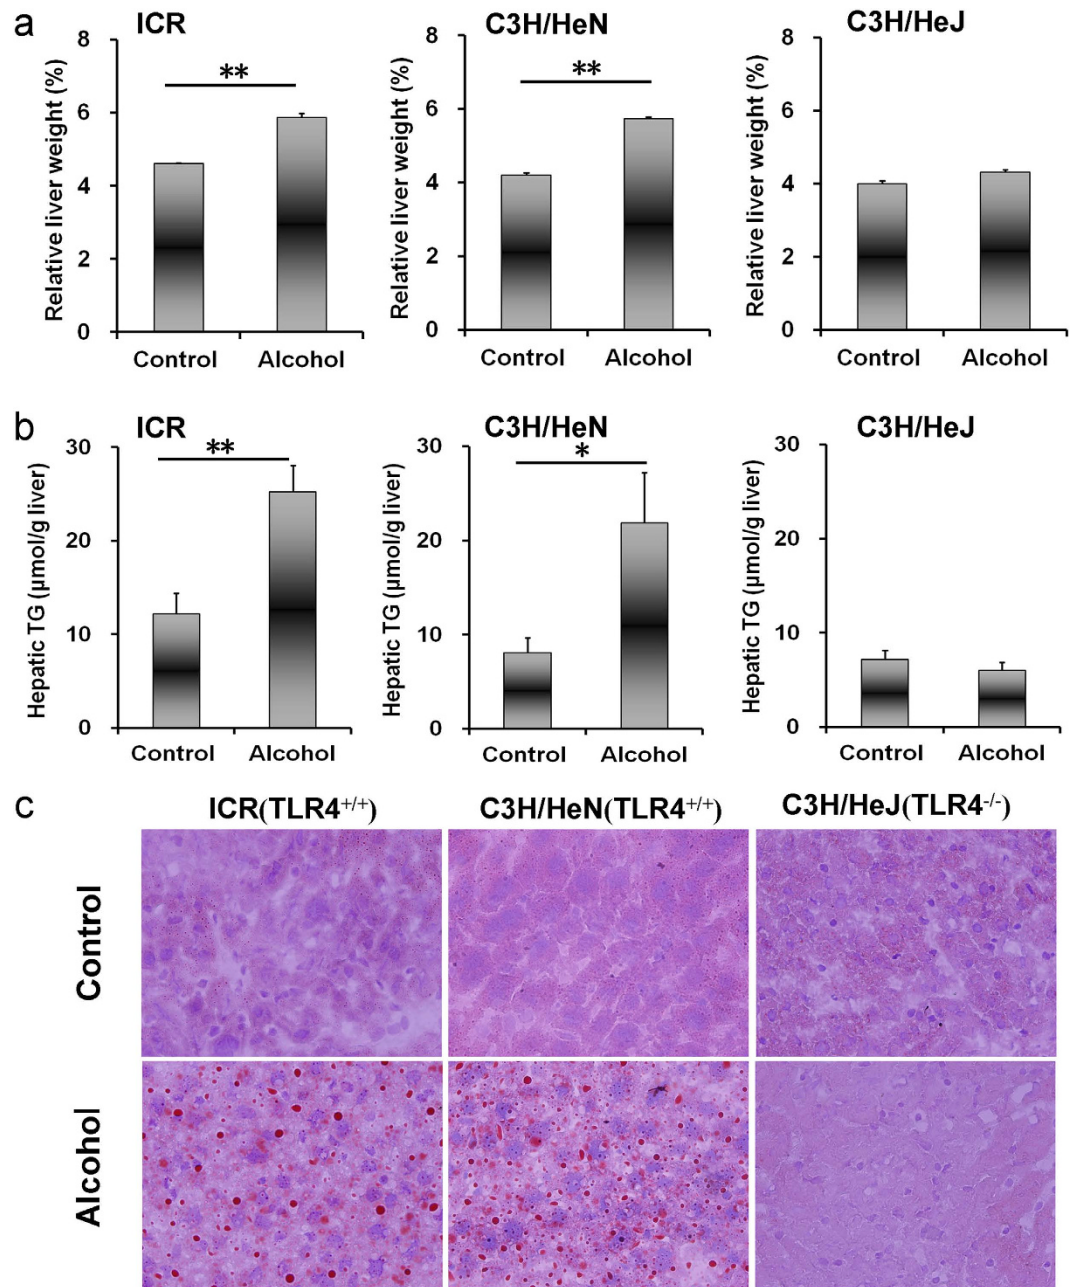 a
ICR
C3H/HeN
C3H/HeJ
Relative liver weight (%)
8
6
4
2
0
**
Control
Alcohol
Relative liver weight (%)
8
6
4
2
0
**
Control
Alcohol
Relative liver weight (%)
8
6
4
2
0
Control
Alcohol
b
ICR
C3H/HeN
C3H/HeJ
Hepatic TG (µmol/g liver)
30
20
10
0
**
Control
Alcohol
Hepatic TG (µmol/g liver)
30
20
10
0
*
Control
Alcohol
Hepatic TG (µmol/g liver)
30
20
10
0
Control
Alcohol
c
ICR(TLR4+/+)
C3H/HeN(TLR4+/+)
C3H/HeJ(TLR4-/-)
Control
Alcohol